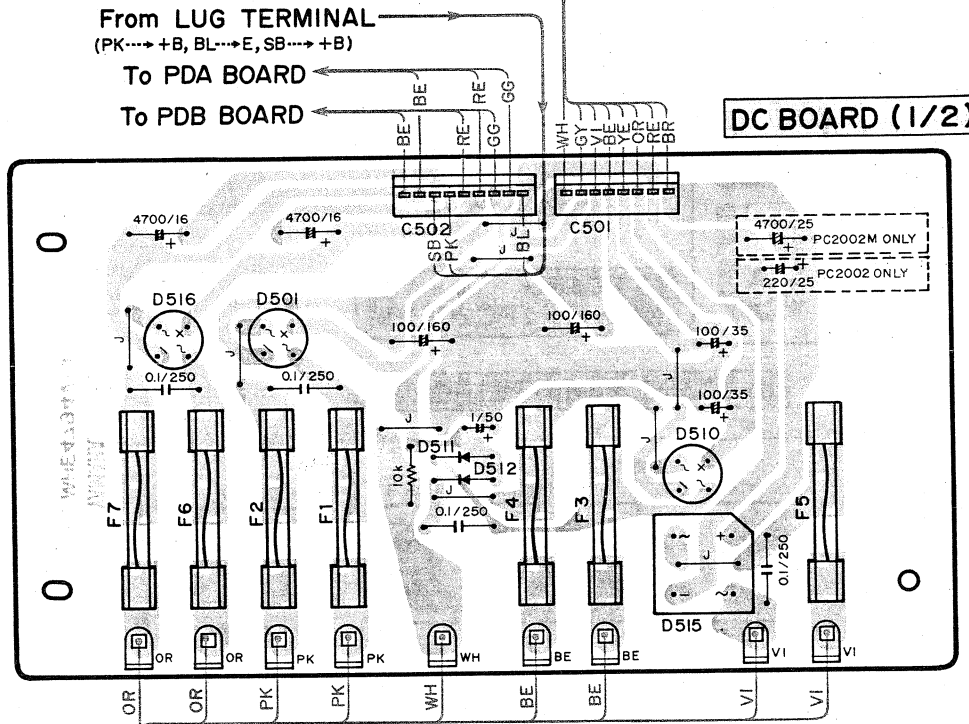 From LUG TERMINAL
(PK---→ +B, BL---→E, SB---→ +B)
To PDA BOARD
To PDB BOARD
BE
RE
GG
BE
RE
GG
WH
GY
VI
BE
YE
OR
RE
BR
DC BOARD (1/2)
C502
C501
4700/16
+
4700/16
+
SB
PK
J
J
BL
4700/25
+
PC2002M ONLY
220/25
+
PC2002 ONLY
D516
D501
100/160
+
100/160
+
100/35
+
J
J
J
0.1/250
0.1/250
100/35
+
J
1/50
+
J
D511
D512
10k
J
0.1/250
D510
F7
F6
F2
F1
F4
F3
F5
~
+
J
−
~
0.1/250
D515
OR
OR
PK
PK
WH
BE
BE
VI
VI
OR
OR
PK
PK
WH
BE
BE
VI
VI